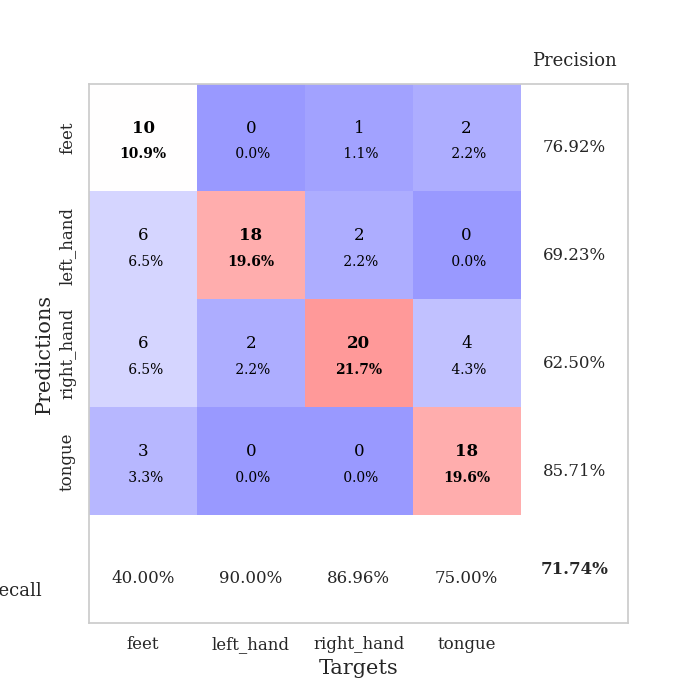 Precision
feet
10 0 1 2
10.9% 0.0% 1.1% 2.2%
76.92%
left_hand
6 18 2 0
6.5% 19.6% 2.2% 0.0%
69.23%
Predictions
right_hand
6 2 20 4
6.5% 2.2% 21.7% 4.3%
62.50%
tongue
3 0 0 18
3.3% 0.0% 0.0% 19.6%
85.71%
ecall
40.00% 90.00% 86.96% 75.00% 71.74%
feet left_hand right_hand tongue
Targets